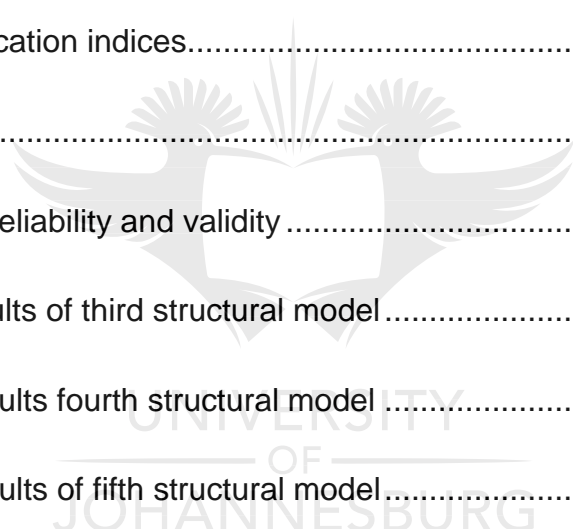 cation indices.......................................
...............................................................
eliability and validity.............................
ults of third structural model...................
ults fourth structural model ...................
UNIVERSITY
ults of fifth structural model...................
OF
JOHANNESBURG